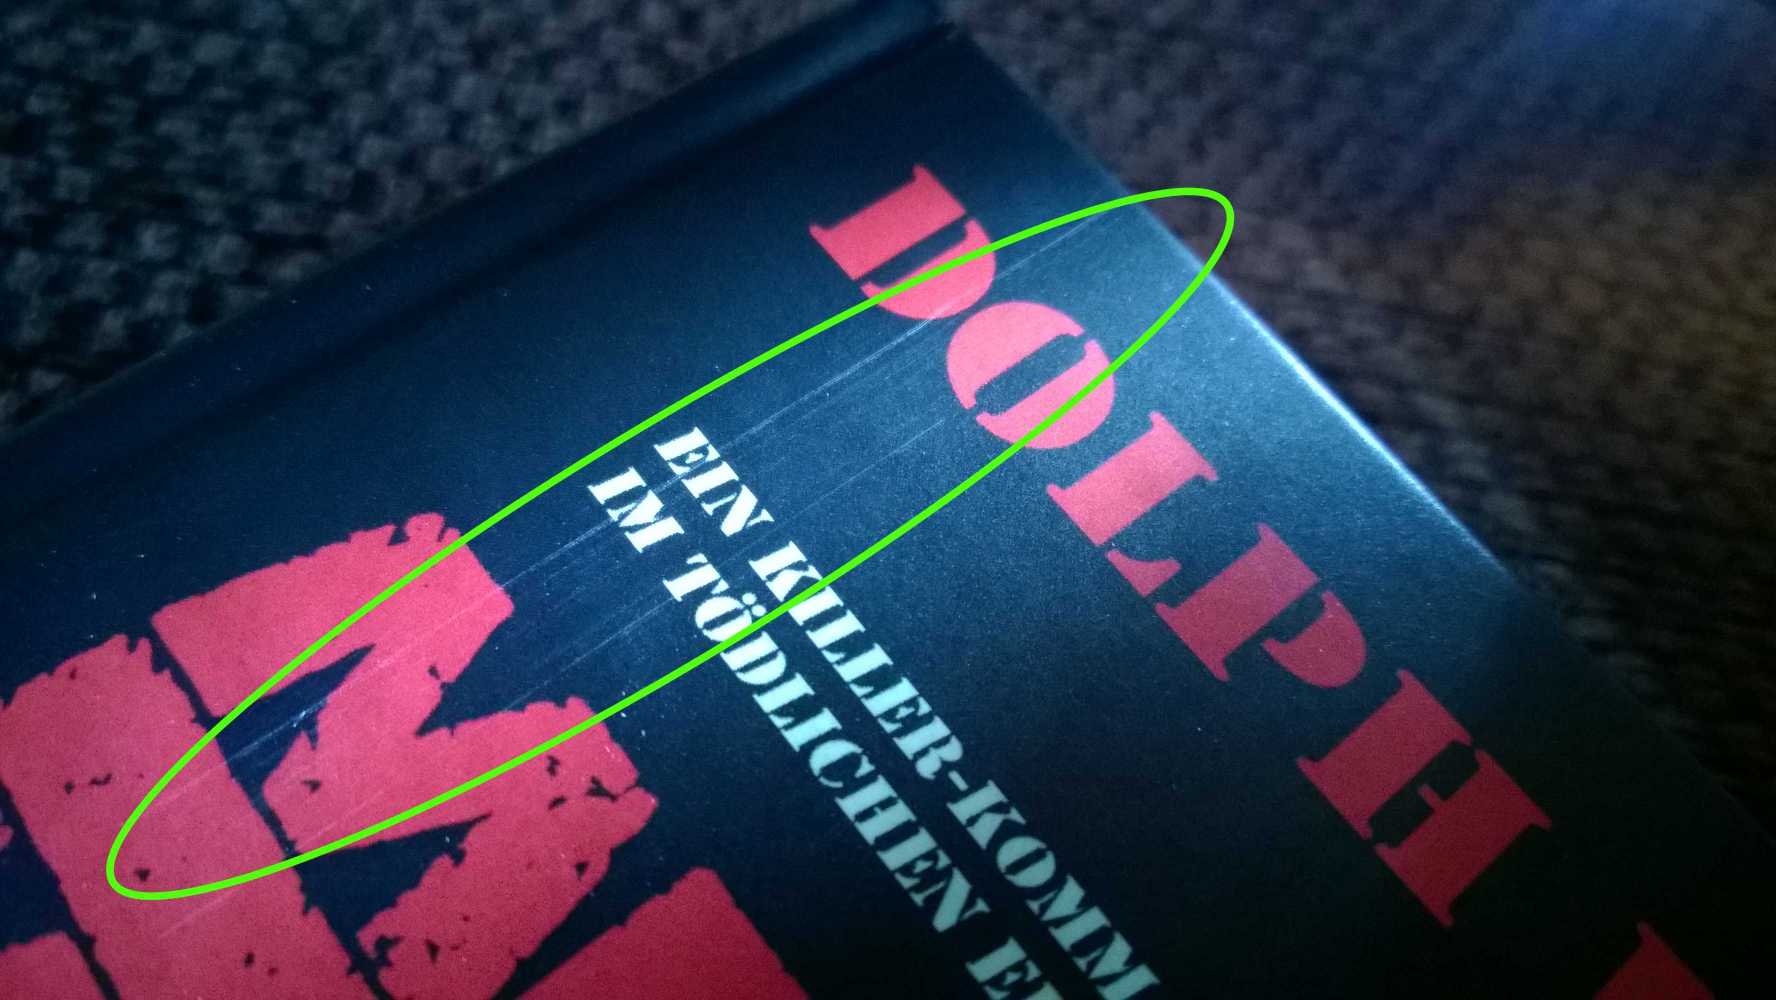 DOLPH
EIN KILLER-KOMM
IM TÖDLICHEN